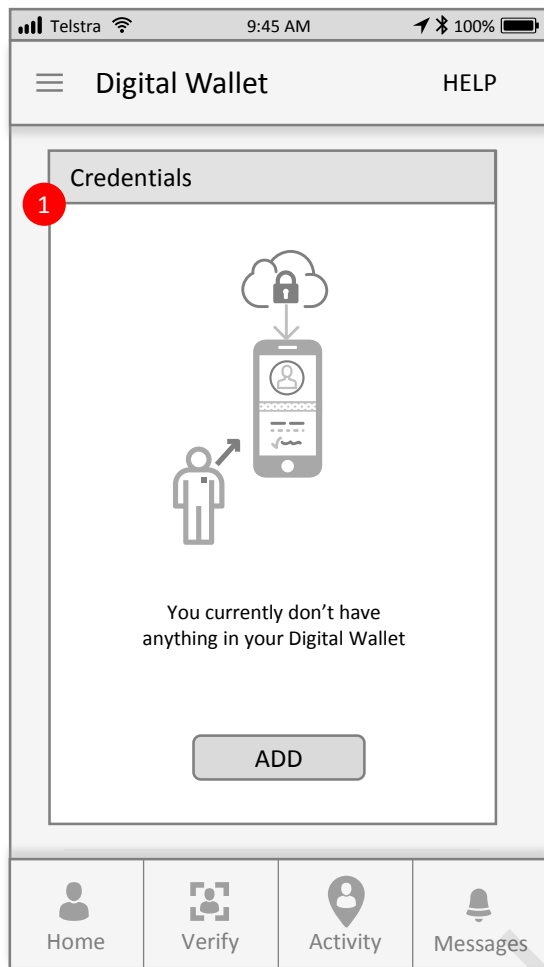 Telstra 9:45 AM 100%
Digital Wallet HELP
Credentials
1
You currently don’t have
anything in your Digital Wallet
ADD
Home Verify Activity Messages